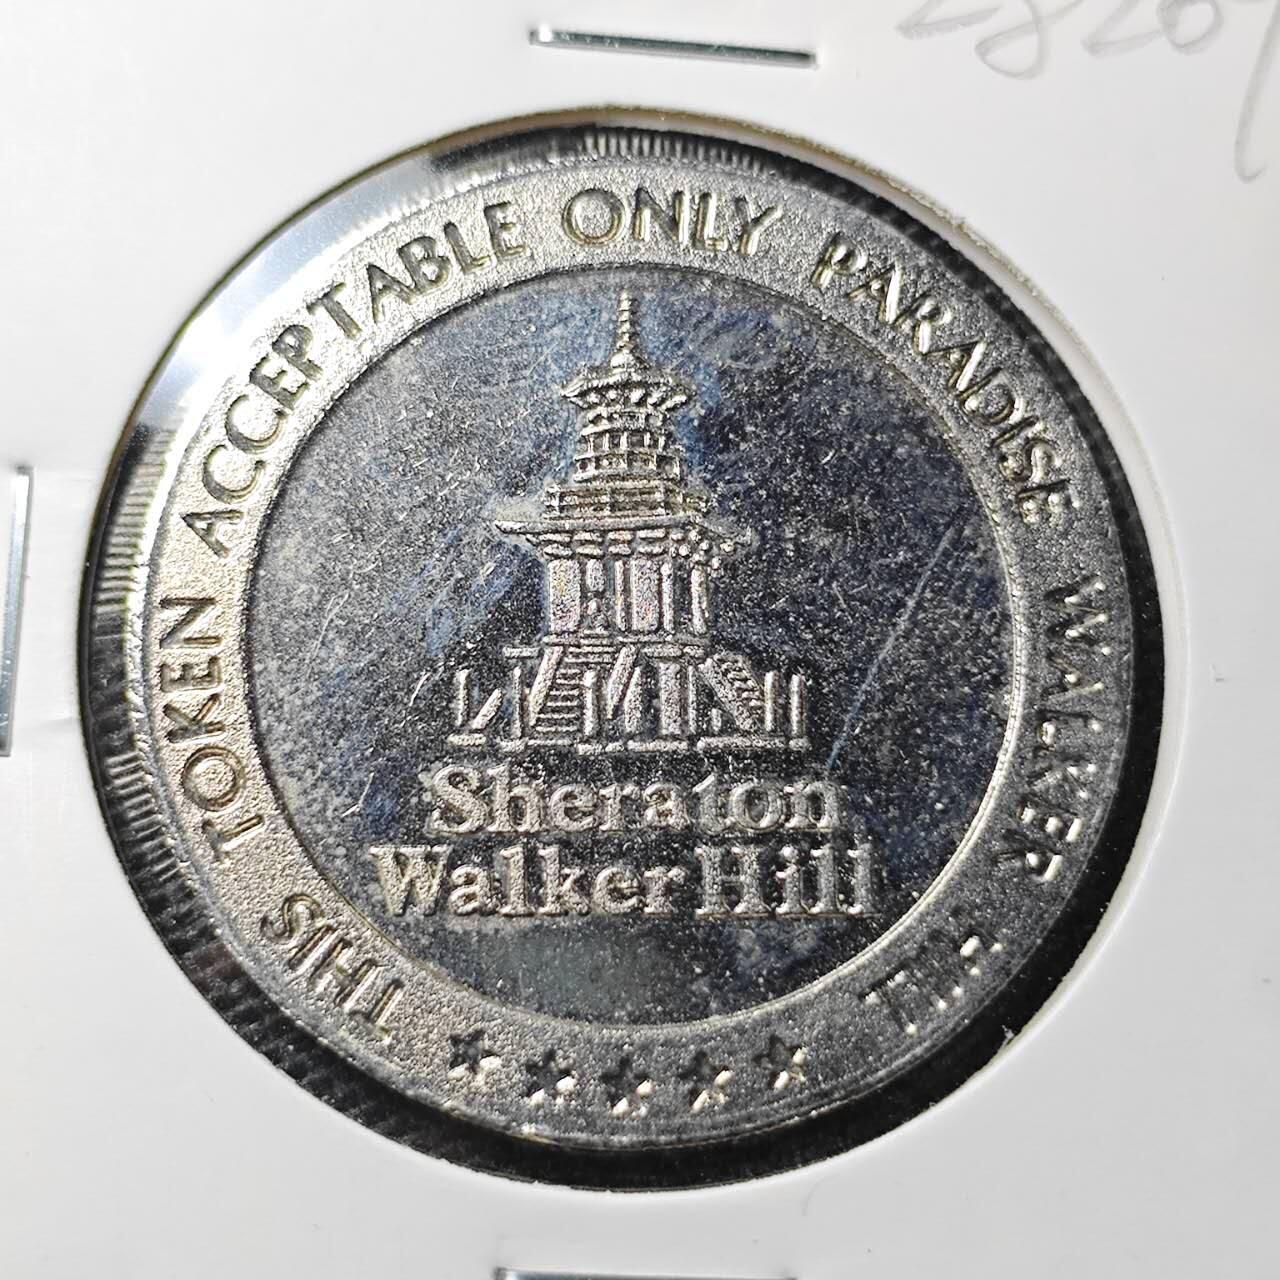 THIS TOKEN ACCEPTABLE ONLY PARADISE WALKER HILL
Sheraton
Walker Hill